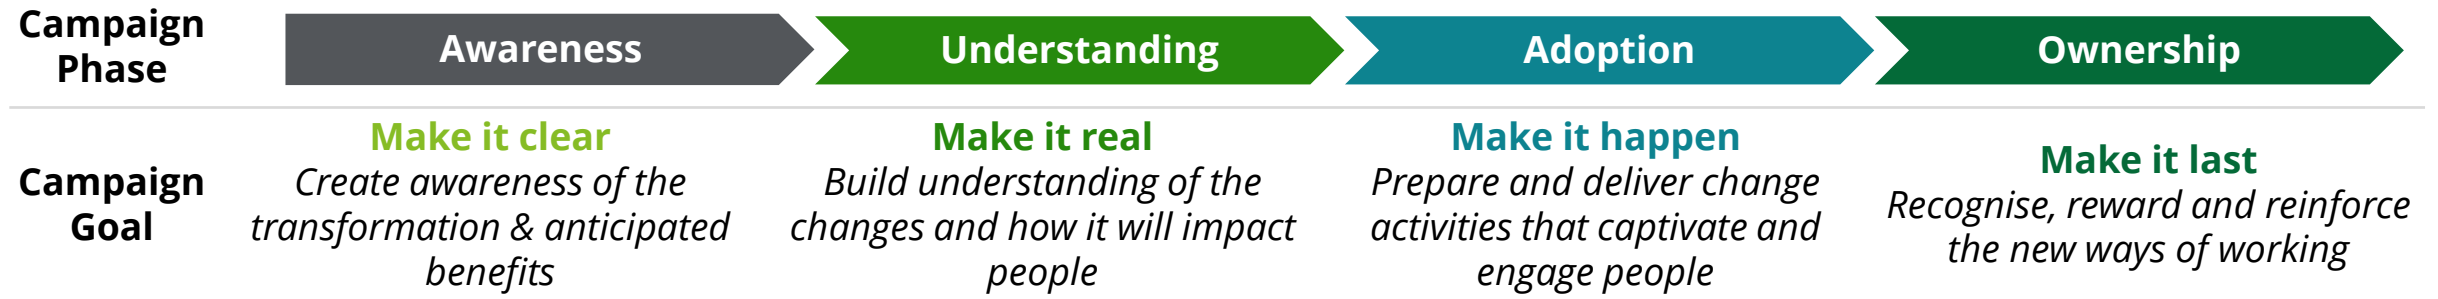 Campaign
Phase
Awareness
Understanding
Adoption
Ownership
Campaign
Goal
Make it clear
Create awareness of the
transformation & anticipated
benefits
Make it real
Build understanding of the
changes and how it will impact
people
Make it happen
Prepare and deliver change
activities that captivate and
engage people
Make it last
Recognise, reward and reinforce
the new ways of working